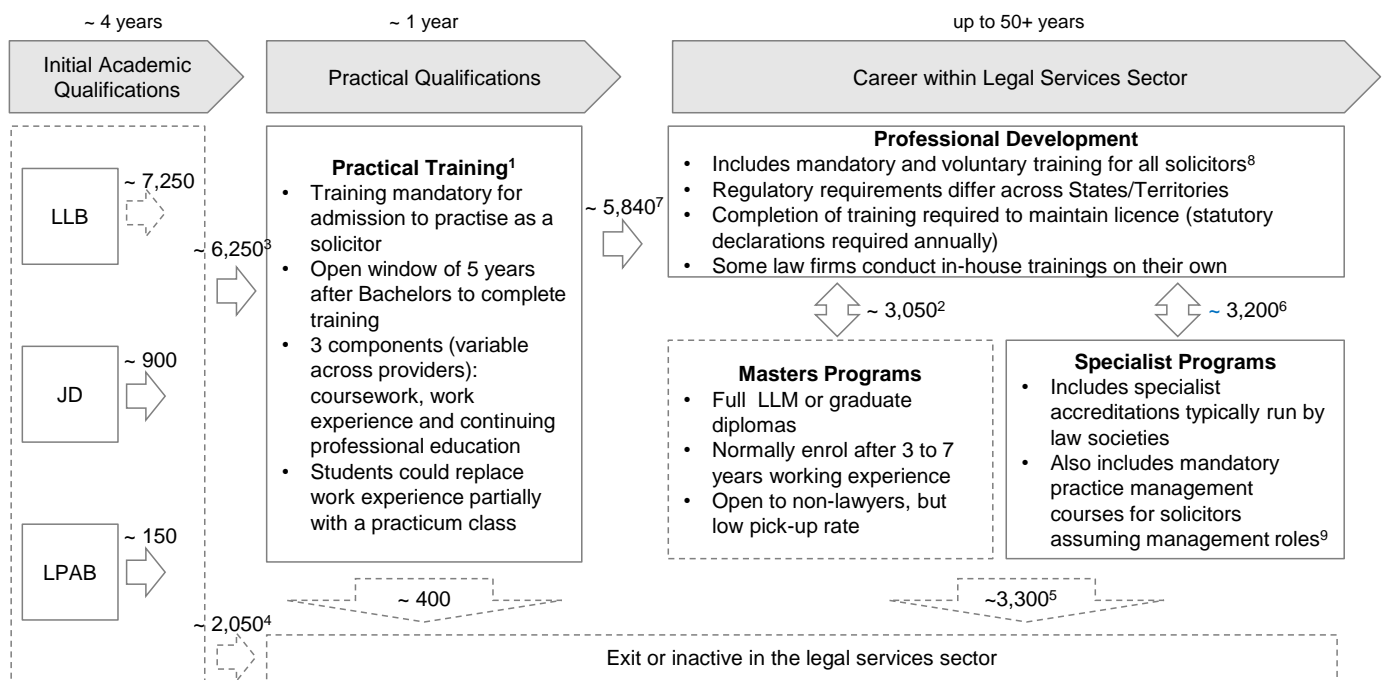 ~ 4 years
~ 1 year
up to 50+ years
Initial Academic
Qualifications
Practical Qualifications
Career within Legal Services Sector
LLB
~ 7,250
JD
~ 900
LPAB
~ 150
~ 6,250³
~ 2,050⁴
Practical Training¹
• Training mandatory for
admission to practise as a
solicitor
• Open window of 5 years
after Bachelors to complete
training
• 3 components (variable
across providers):
coursework, work
experience and continuing
professional education
• Students could replace
work experience partially
with a practicum class
~ 5,840⁷
Professional Development
• Includes mandatory and voluntary training for all solicitors⁸
• Regulatory requirements differ across States/Territories
• Completion of training required to maintain licence (statutory
declarations required annually)
• Some law firms conduct in-house trainings on their own
~ 3,050²
~ 3,200⁶
Masters Programs
• Full LLM or graduate
diplomas
• Normally enrol after 3 to 7
years working experience
• Open to non-lawyers, but
low pick-up rate
Specialist Programs
• Includes specialist
accreditations typically run by
law societies
• Also includes mandatory
practice management
courses for solicitors
assuming management roles⁹
~ 400
~3,300⁵
Exit or inactive in the legal services sector